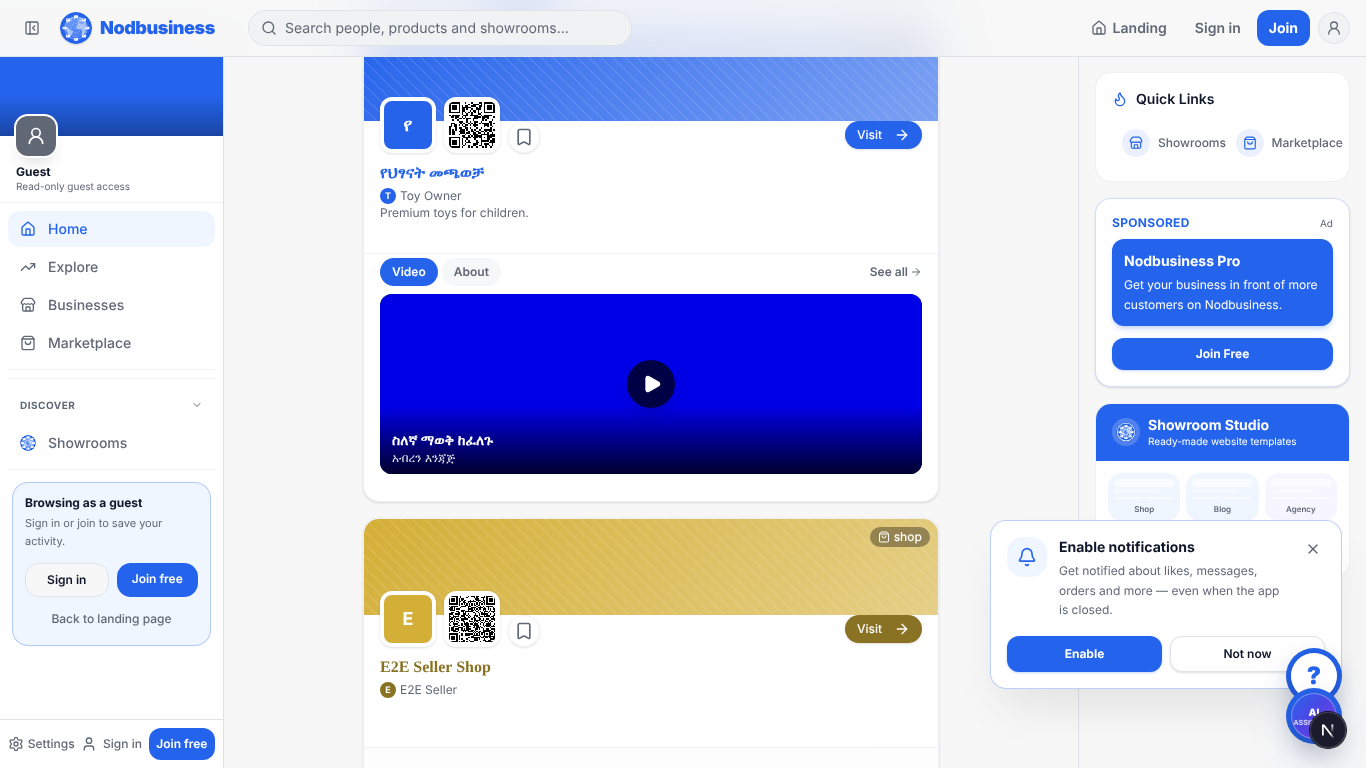 Nodbusiness
Search people, products and showrooms...
Landing
Sign in
Join
Guest
Read-only guest access
Home
Explore
Businesses
Marketplace
DISCOVER
Showrooms
Browsing as a guest
Sign in or join to save your
activity.
Sign in
Join free
Back to landing page
Settings
Sign in
Join free
የ
Visit
የህፃናት መጫወቻ
T
Toy Owner
Premium toys for children.
Video
About
See all
ስለኛ ማወቅ ከፈለጉ
አብረን እንጃጅ
shop
E
Visit
E2E Seller Shop
E
E2E Seller
Quick Links
Showrooms
Marketplace
SPONSORED
Ad
Nodbusiness Pro
Get your business in front of more
customers on Nodbusiness.
Join Free
Showroom Studio
Ready-made website templates
Shop
Blog
Agency
Enable notifications
Get notified about likes, messages,
orders and more — even when the app
is closed.
Enable
Not now
?
N